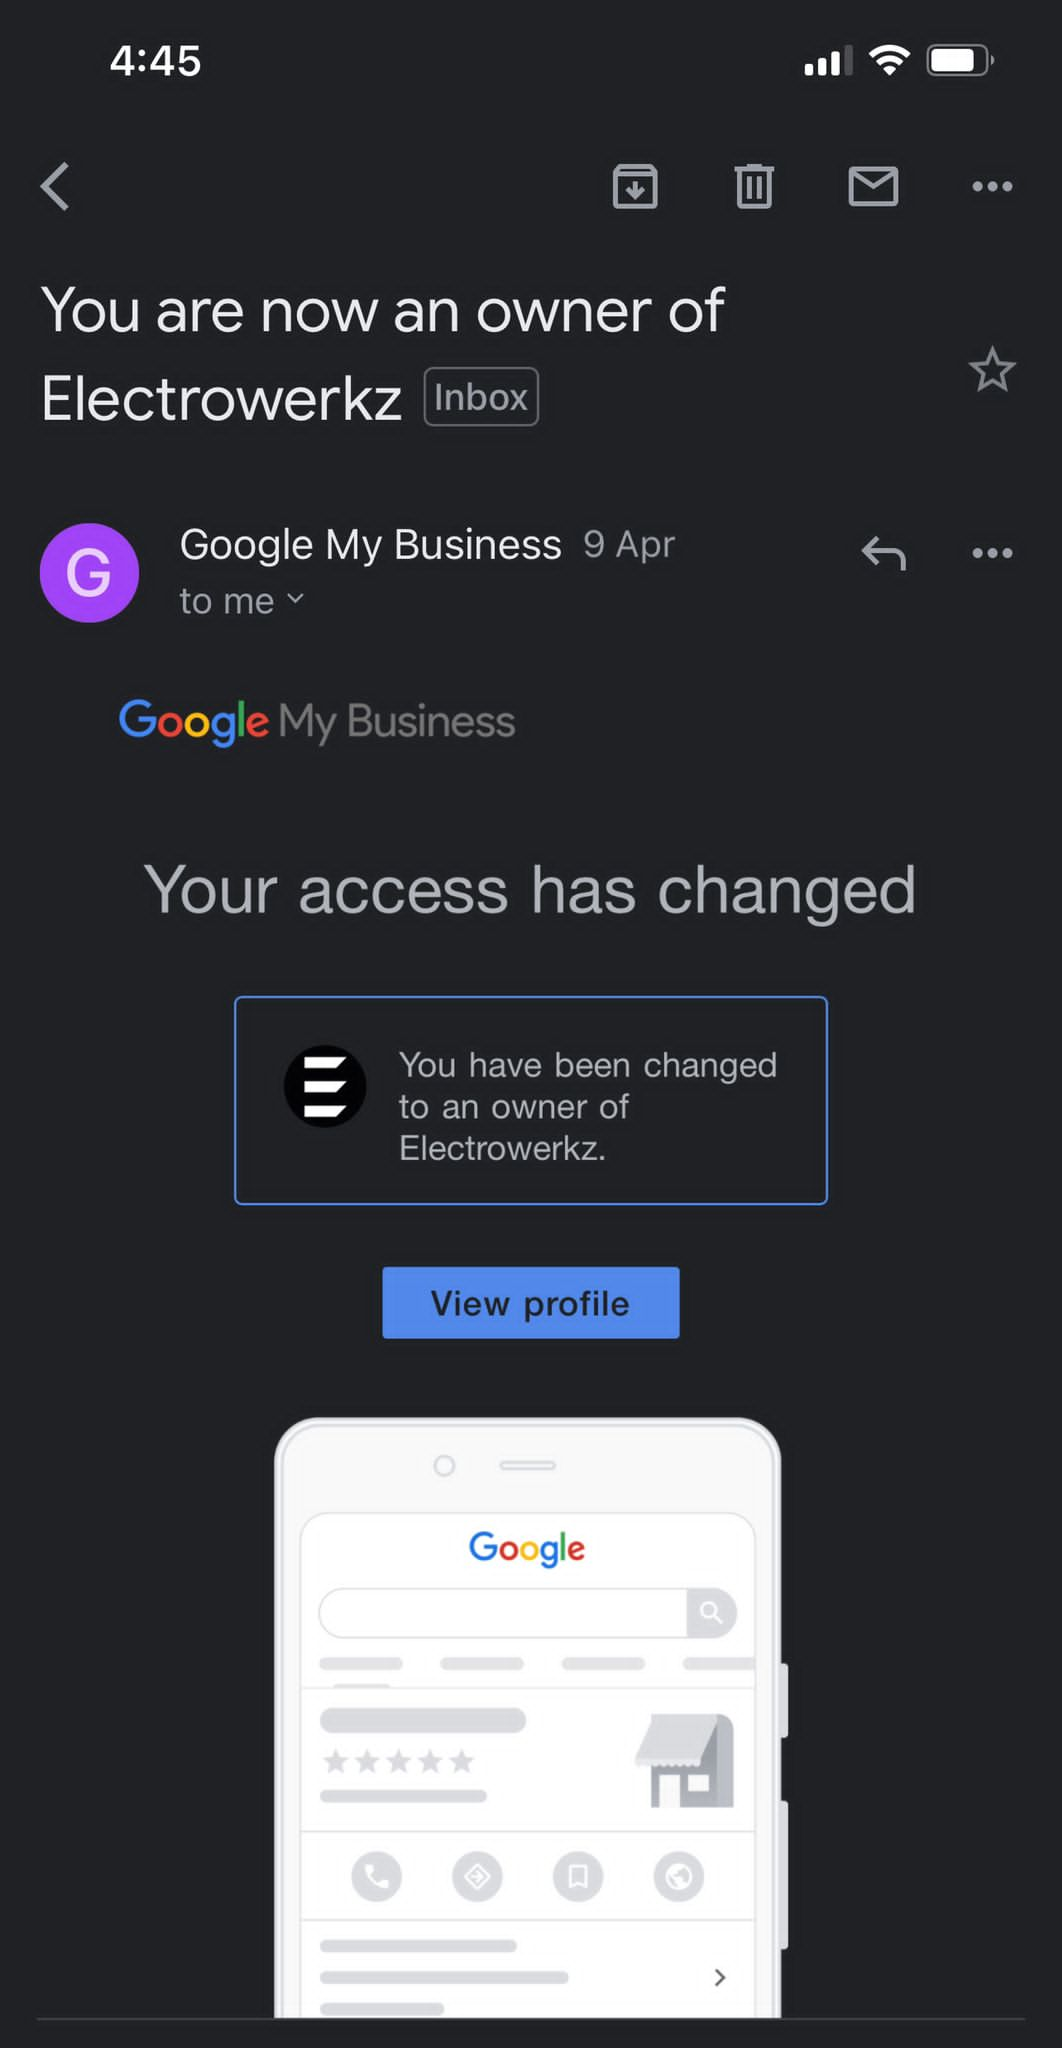 4:45
You are now an owner of
Electrowerkz Inbox
G
Google My Business 9 Apr
to me
Google My Business
Your access has changed
You have been changed
to an owner of
Electrowerkz.
View profile
Google